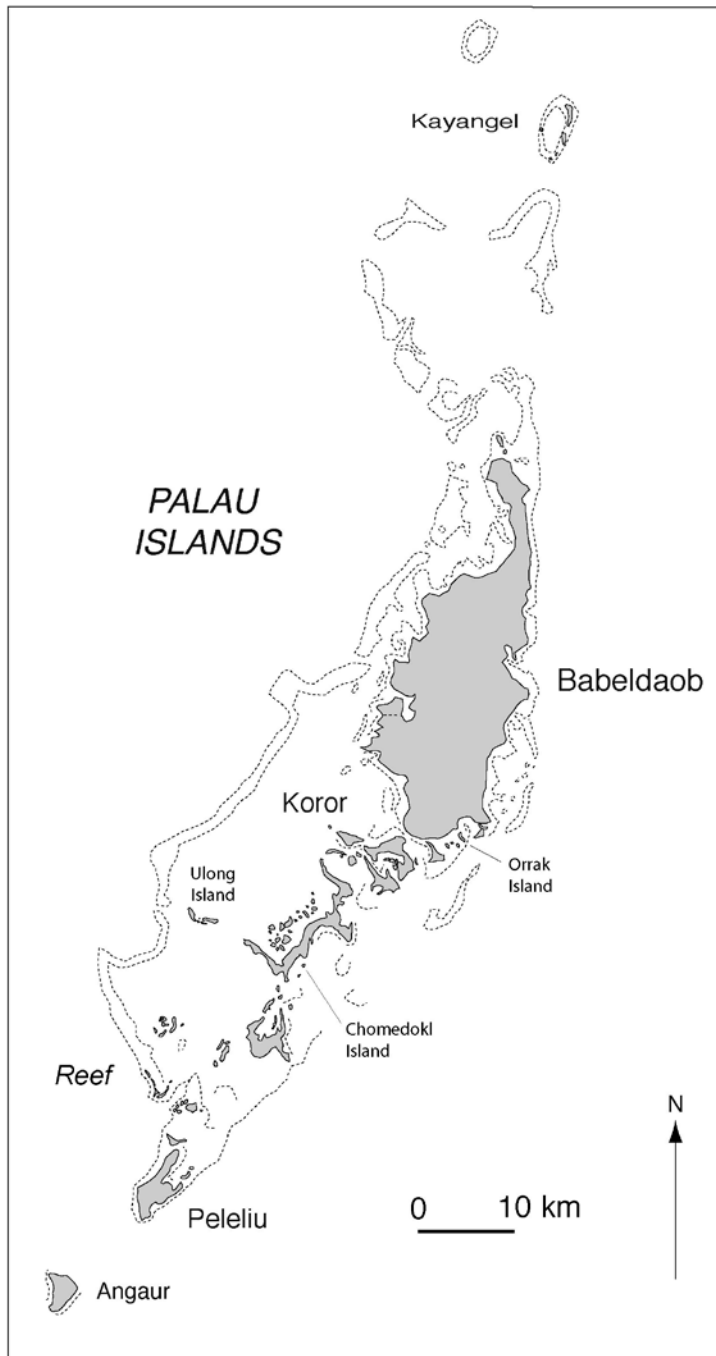 Kayangel
PALAU
ISLANDS
Babeldaob
Koror
Ulong
Island
Orrak
Island
Chomedokl
Island
Reef
N
Peleliu
0 10 km
Angaur